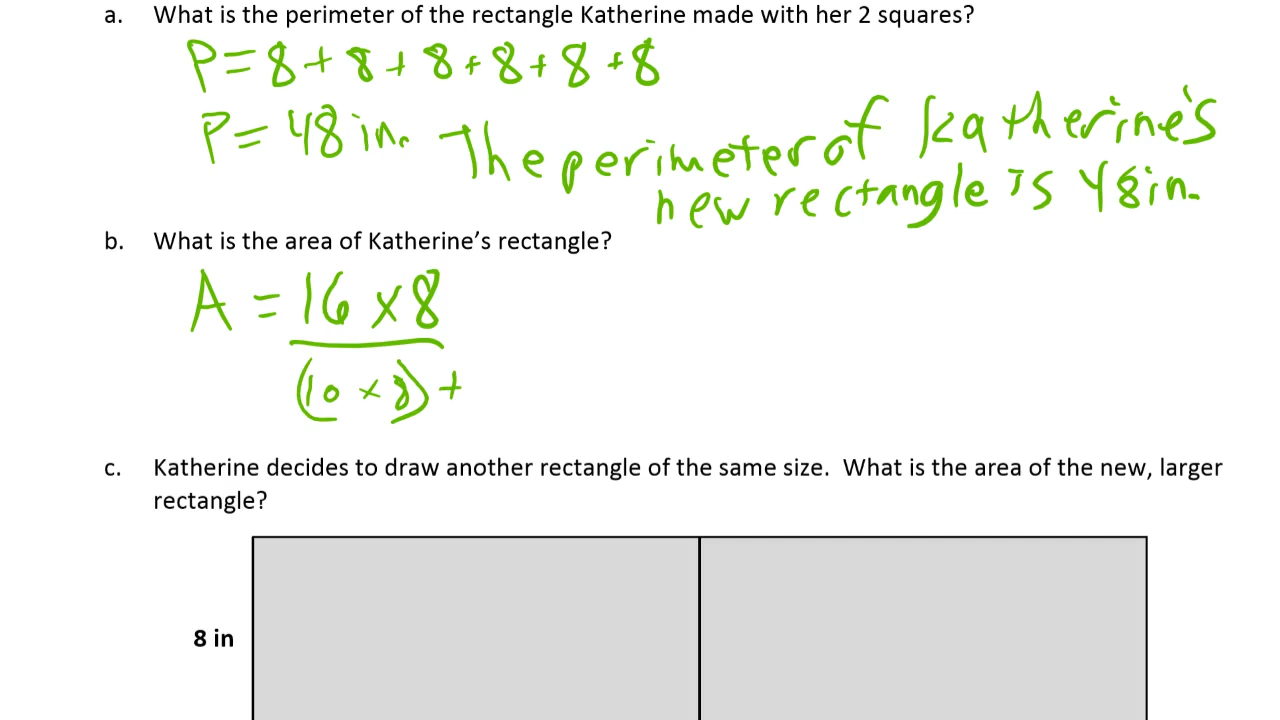 a. What is the perimeter of the rectangle Katherine made with her 2 squares?
P = 8 + 8 + 8 + 8 + 8 + 8
P = 48 in. The perimeter of Katherine's
new rectangle is 48 in.
b. What is the area of Katherine’s rectangle?
A = 16 x 8
(10 x 8) +
c. Katherine decides to draw another rectangle of the same size. What is the area of the new, larger
rectangle?
8 in